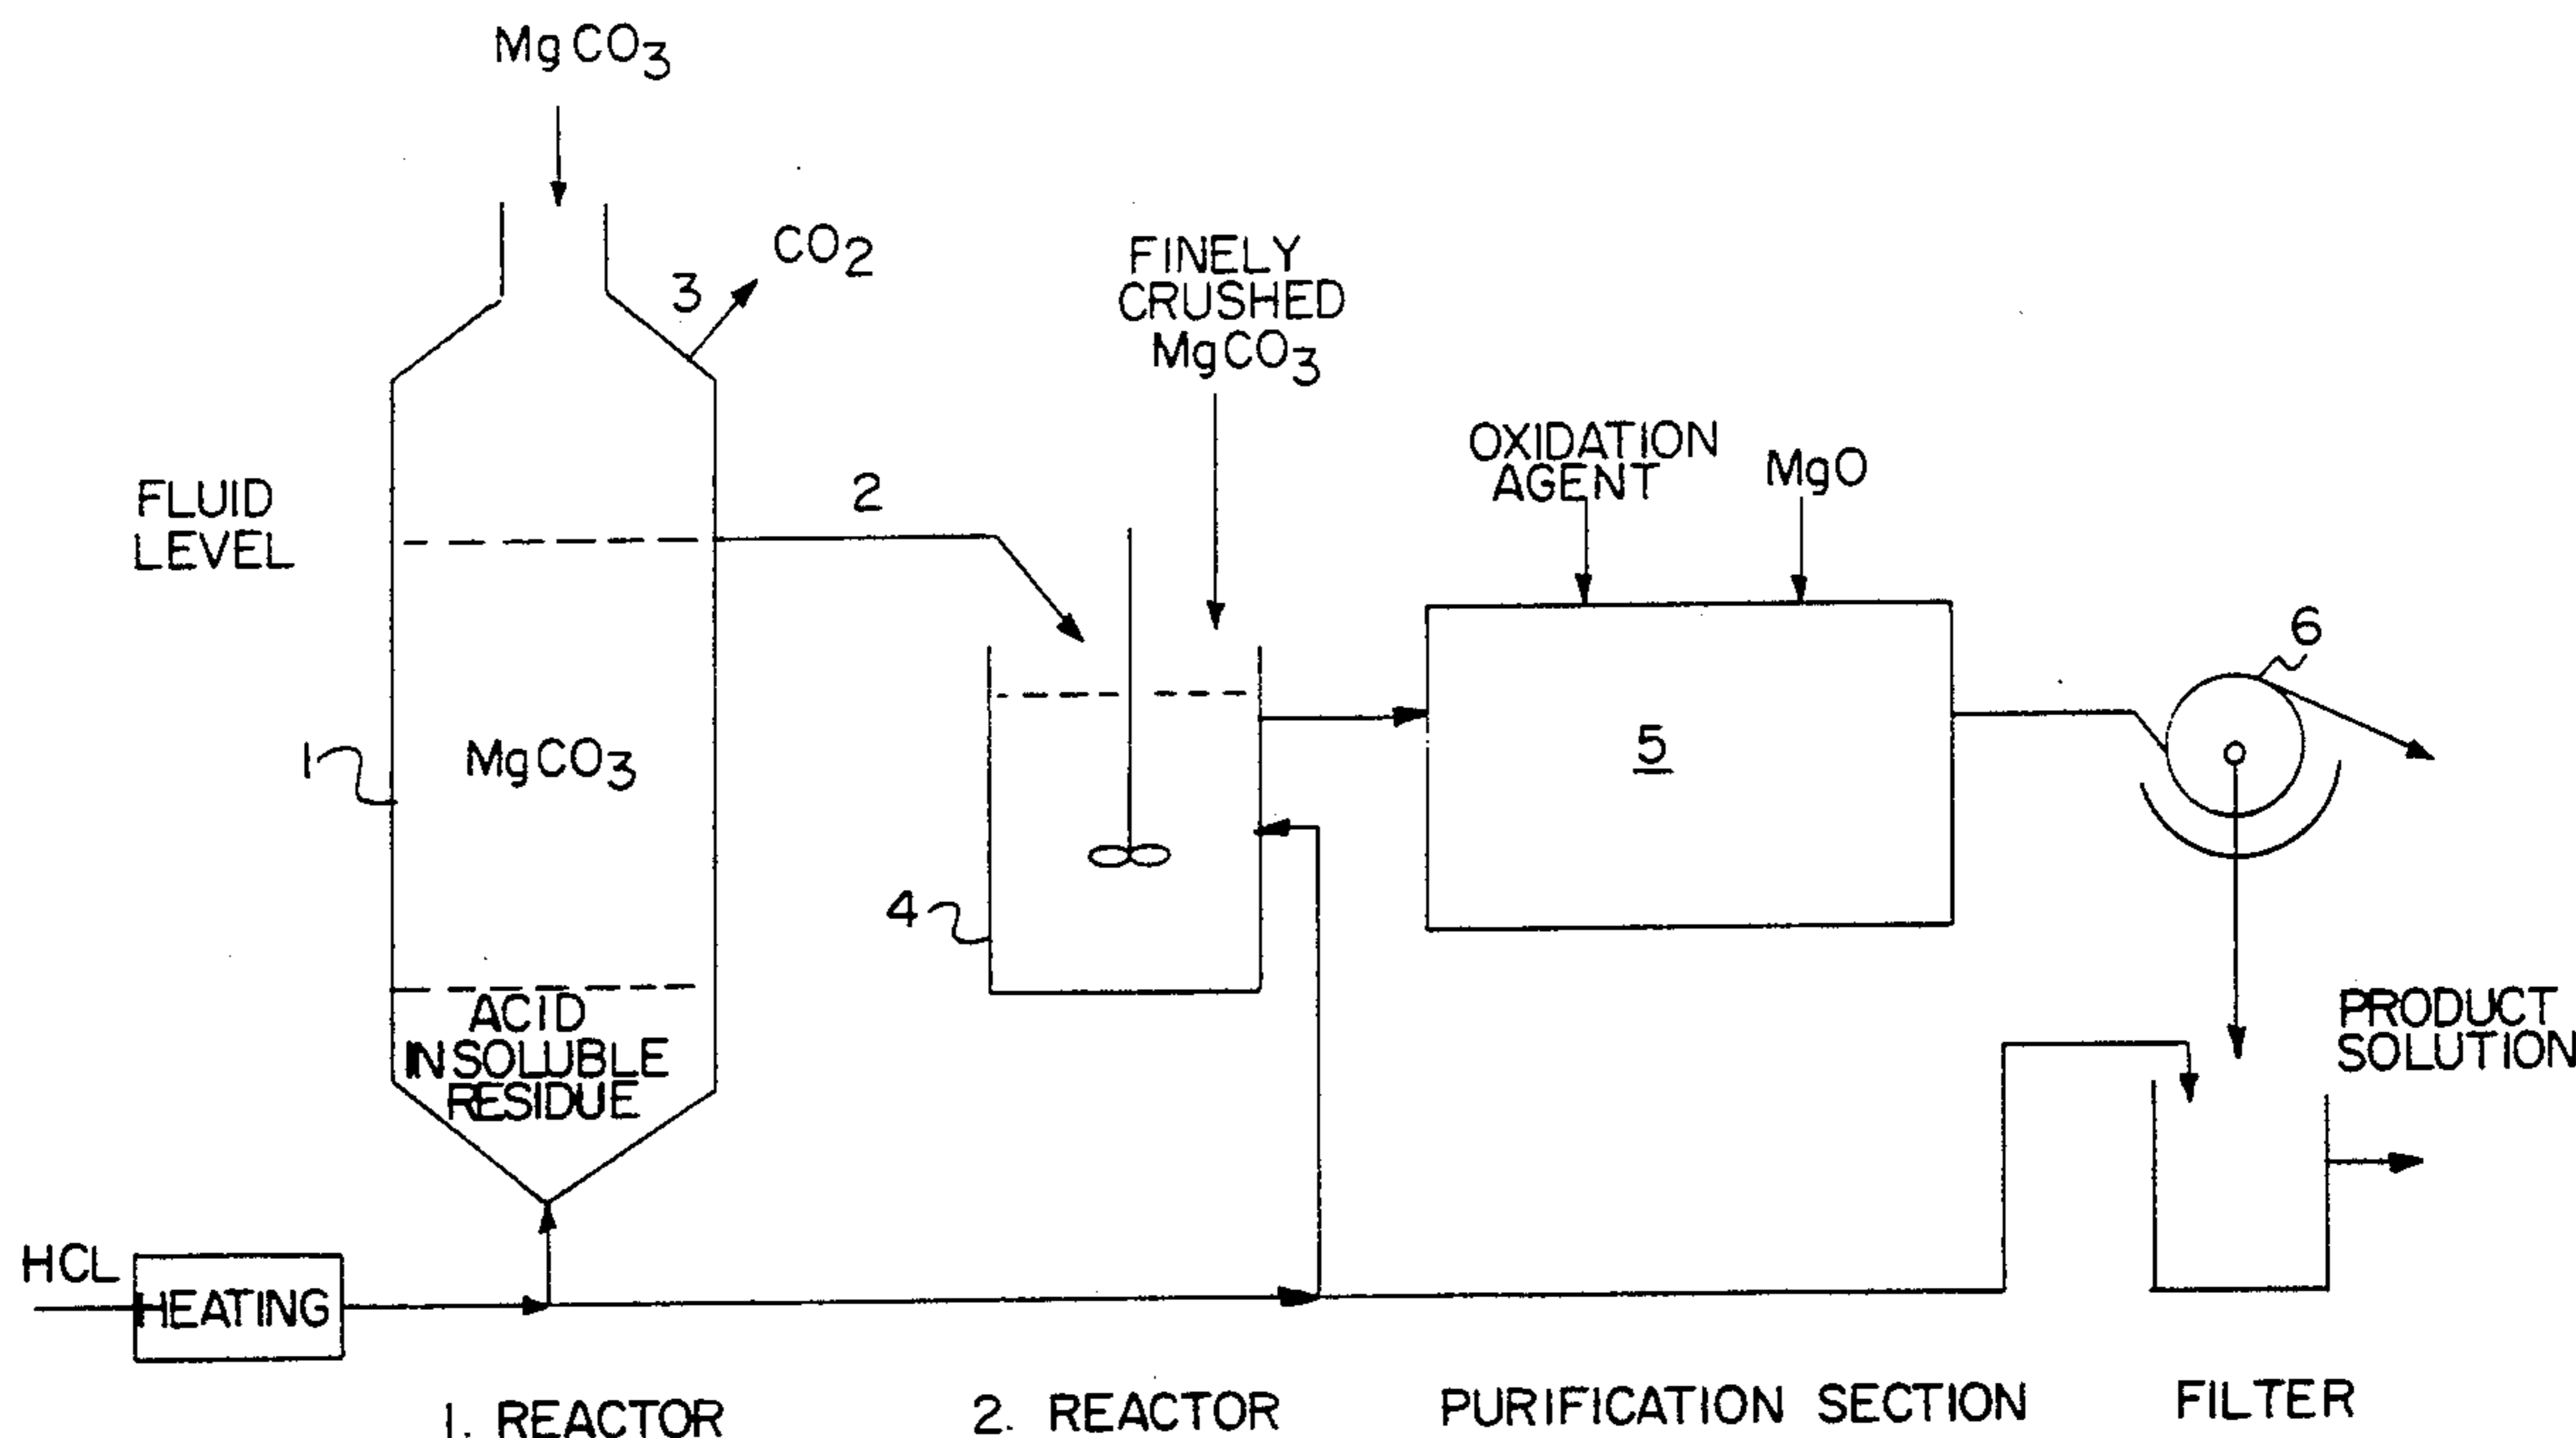 MgCO3
CO2
3
FINELY
CRUSHED
MgCO3
OXIDATION
AGENT
MgO
FLUID
LEVEL
2
6
1
MgCO3
5
4
ACID
INSOLUBLE
RESIDUE
PRODUCT
SOLUTION
HCL
HEATING
1. REACTOR
2. REACTOR
PURIFICATION SECTION
FILTER